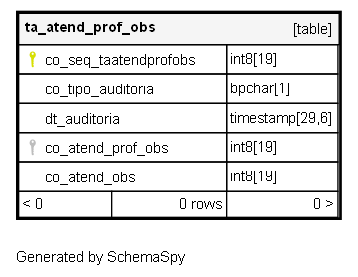 ta_atend_prof_obs [table]
co_seq_taatendprofobs int8[19]
co_tipo_auditoria bpchar[1]
dt_auditoria timestamp[29,6]
co_atend_prof_obs int8[19]
co_atend_obs int8[19]
< 0 0 rows 0 >
Generated by SchemaSpy